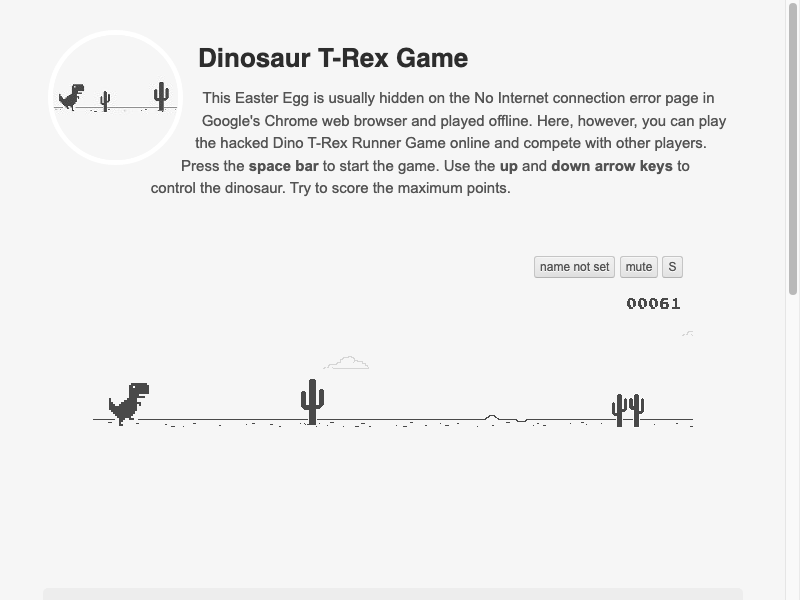 Dinosaur T-Rex Game
This Easter Egg is usually hidden on the No Internet connection error page in
Google's Chrome web browser and played offline. Here, however, you can play
the hacked Dino T-Rex Runner Game online and compete with other players.
Press the space bar to start the game. Use the up and down arrow keys to
control the dinosaur. Try to score the maximum points.
name not set mute S
00061